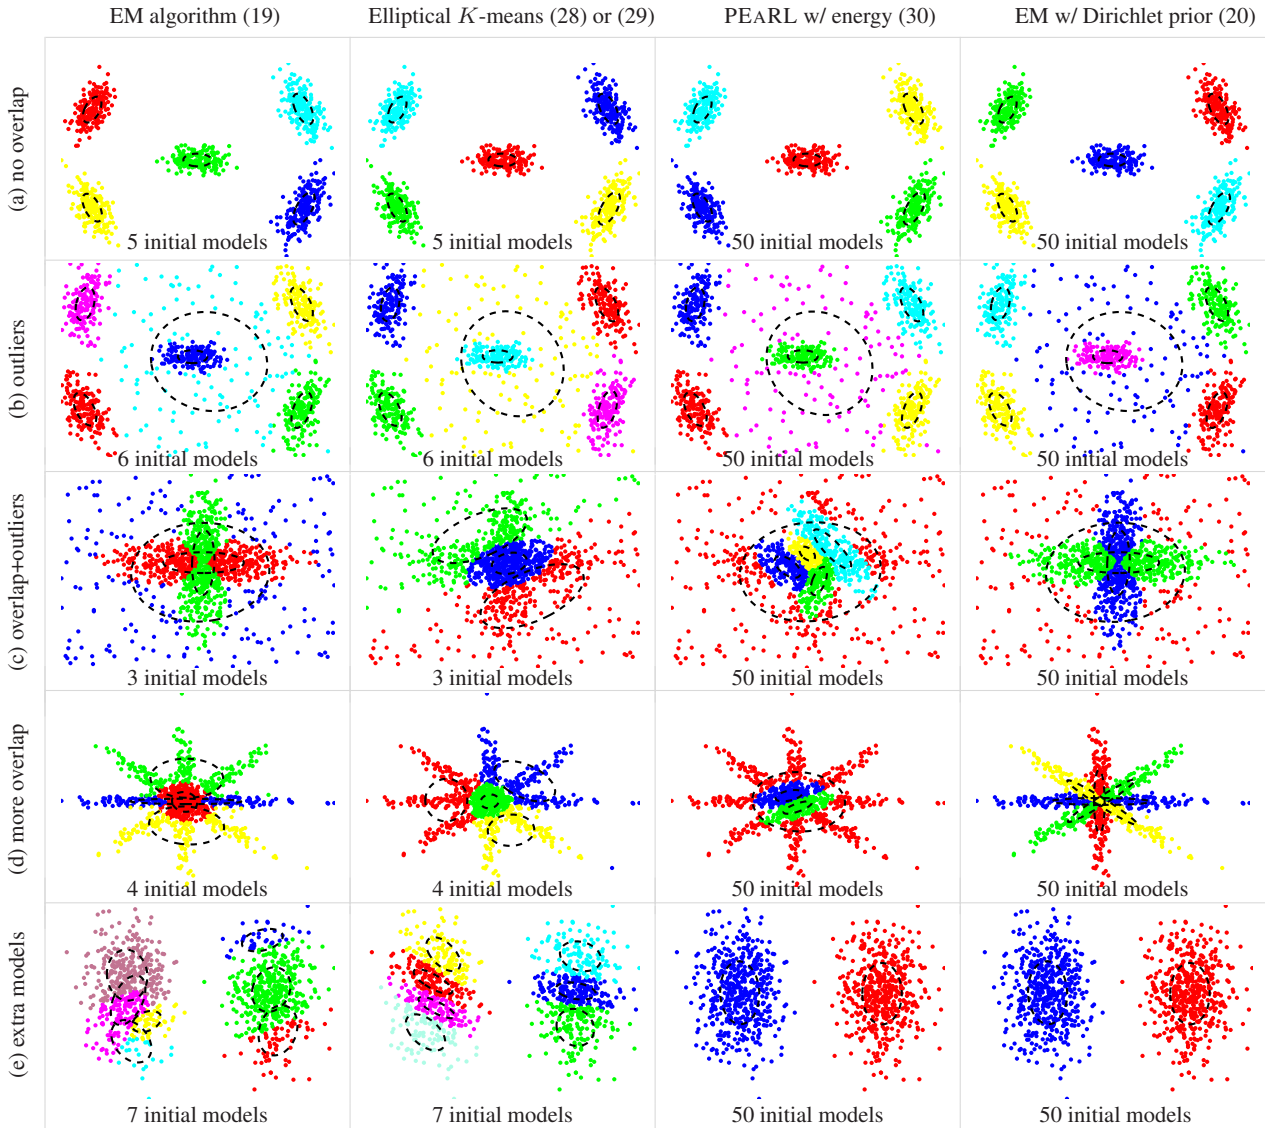 EM algorithm (19)
Elliptical K-means (28) or (29)
PEARL w/ energy (30)
EM w/ Dirichlet prior (20)
(a) no overlap
5 initial models
5 initial models
50 initial models
50 initial models
(b) outliers
6 initial models
6 initial models
50 initial models
50 initial models
(c) overlap+outliers
3 initial models
3 initial models
50 initial models
50 initial models
(d) more overlap
4 initial models
4 initial models
50 initial models
50 initial models
(e) extra models
7 initial models
7 initial models
50 initial models
50 initial models